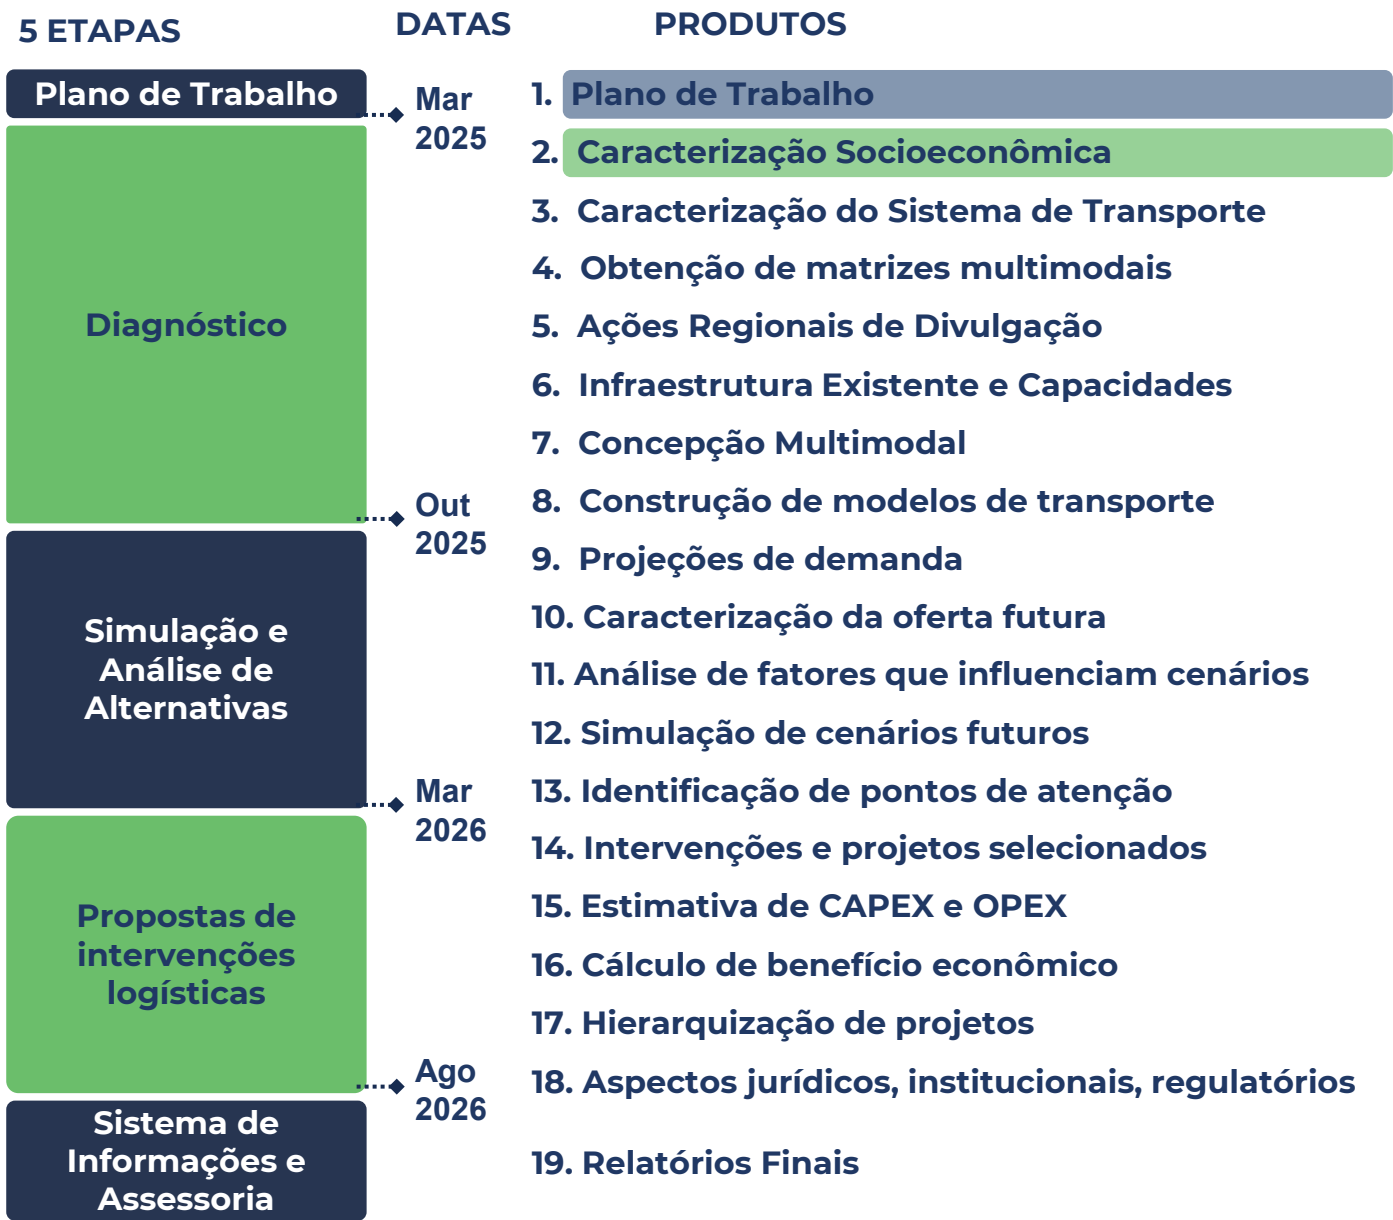 5 ETAPAS
DATAS
PRODUTOS
Plano de Trabalho
Diagnóstico
Simulação e
Análise de
Alternativas
Propostas de
intervenções
logísticas
Sistema de
Informações e
Assessoria
Mar
2025
Out
2025
Mar
2026
Ago
2026
1. Plano de Trabalho
2. Caracterização Socioeconômica
3. Caracterização do Sistema de Transporte
4. Obtenção de matrizes multimodais
5. Ações Regionais de Divulgação
6. Infraestrutura Existente e Capacidades
7. Concepção Multimodal
8. Construção de modelos de transporte
9. Projeções de demanda
10. Caracterização da oferta futura
11. Análise de fatores que influenciam cenários
12. Simulação de cenários futuros
13. Identificação de pontos de atenção
14. Intervenções e projetos selecionados
15. Estimativa de CAPEX e OPEX
16. Cálculo de benefício econômico
17. Hierarquização de projetos
18. Aspectos jurídicos, institucionais, regulatórios
19. Relatórios Finais